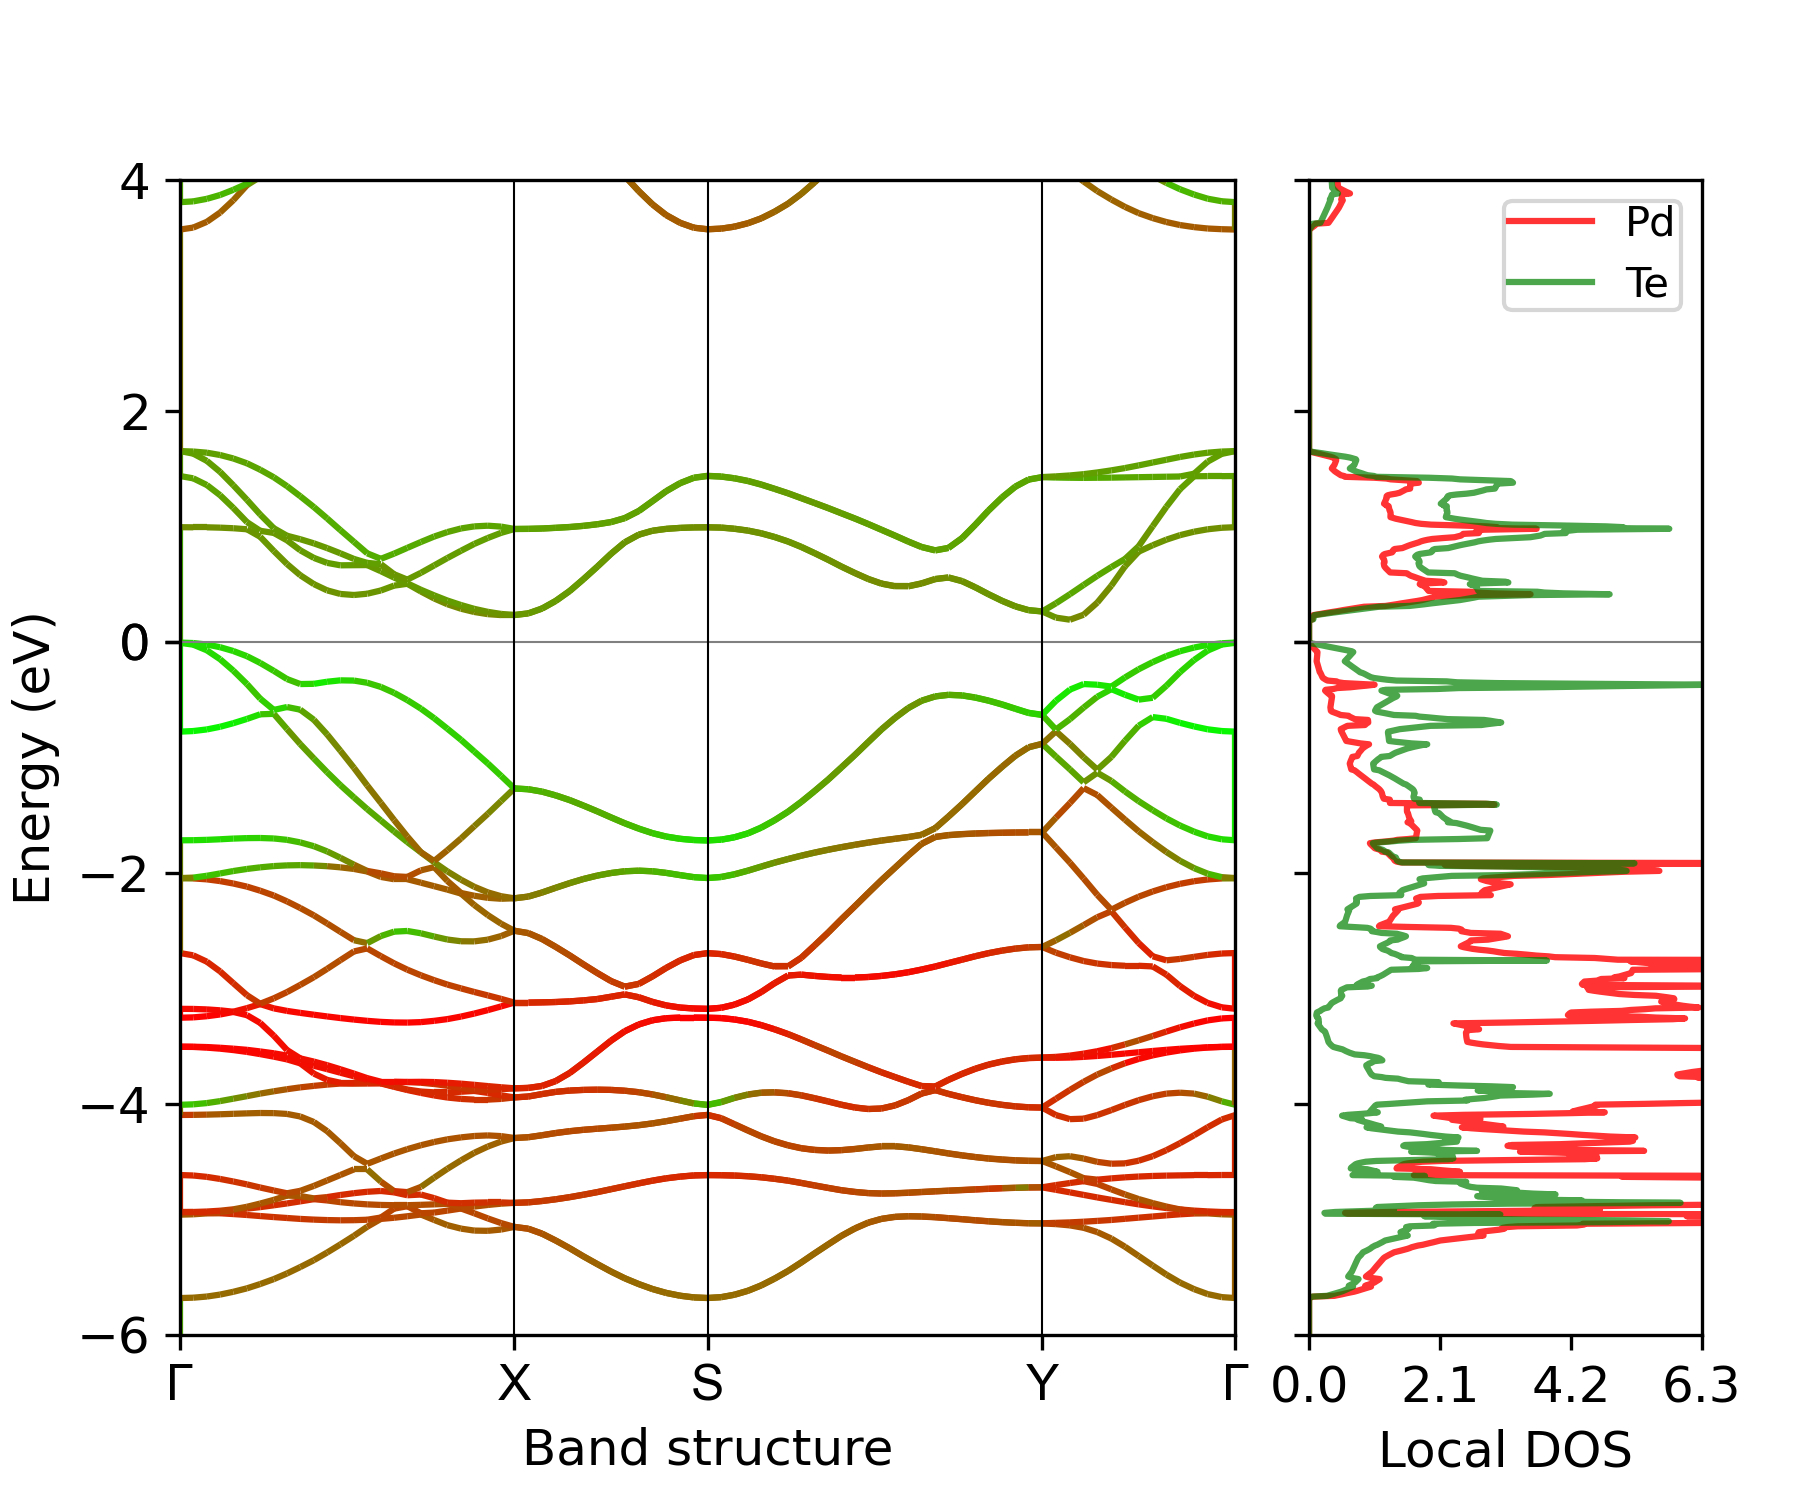 4
2
0
−2
−4
−6
Energy (eV)
Γ X S Y Γ
Band structure
Pd
Te
0.0 2.1 4.2 6.3
Local DOS